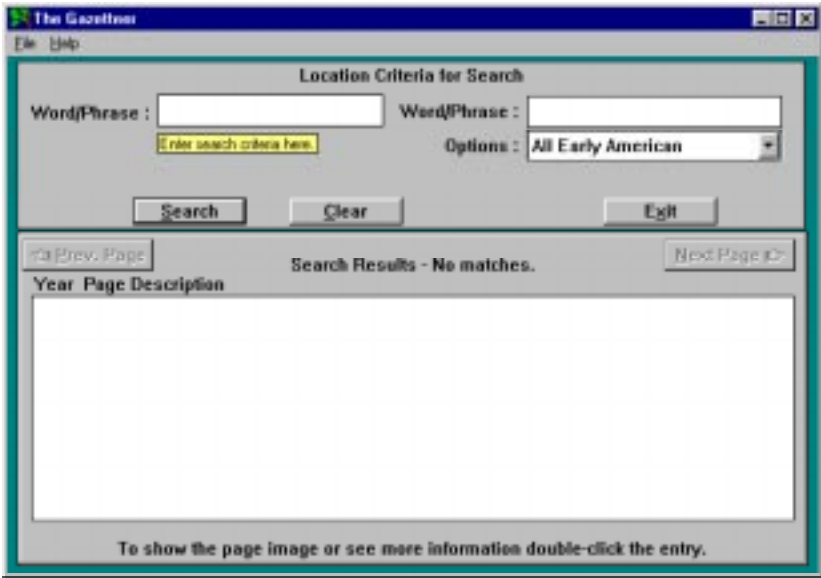 The Gazetteer
File Help
Location Criteria for Search
Word/Phrase : Word/Phrase :
Enter search criteria here. Options : All Early American
Search Clear Exit
Prev. Page Search Results - No matches. Next Page
Year Page Description
To show the page image or see more information double-click the entry.